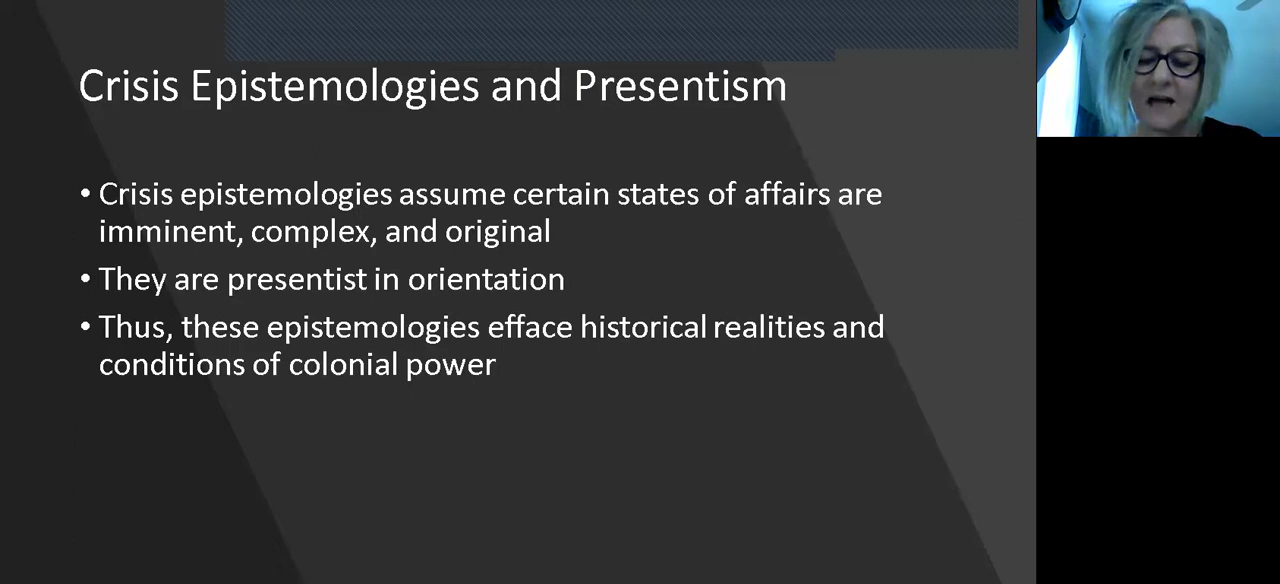 Crisis Epistemologies and Presentism
• Crisis epistemologies assume certain states of affairs are
imminent, complex, and original
• They are presentist in orientation
• Thus, these epistemologies efface historical realities and
conditions of colonial power